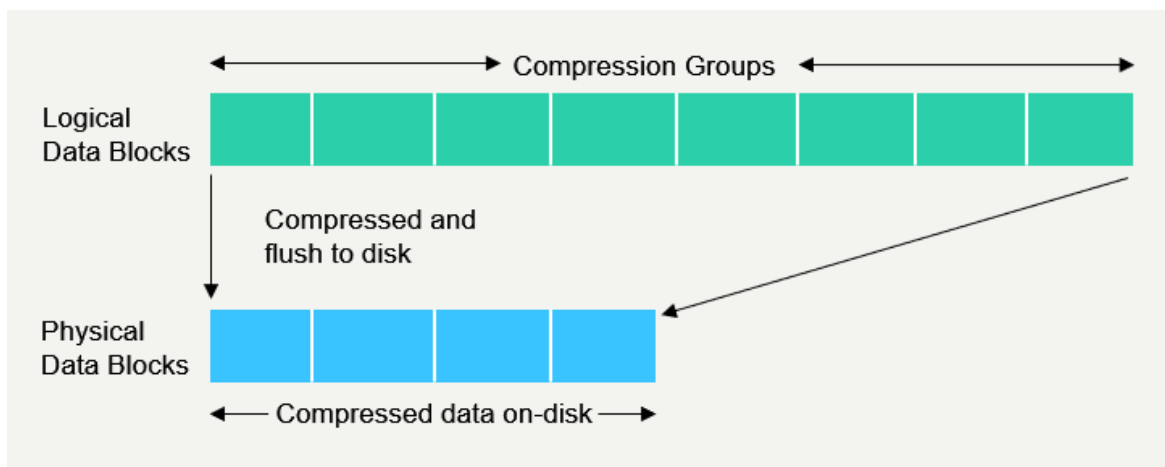 Compression Groups
Logical
Data Blocks
Compressed and
flush to disk
Physical
Data Blocks
Compressed data on-disk